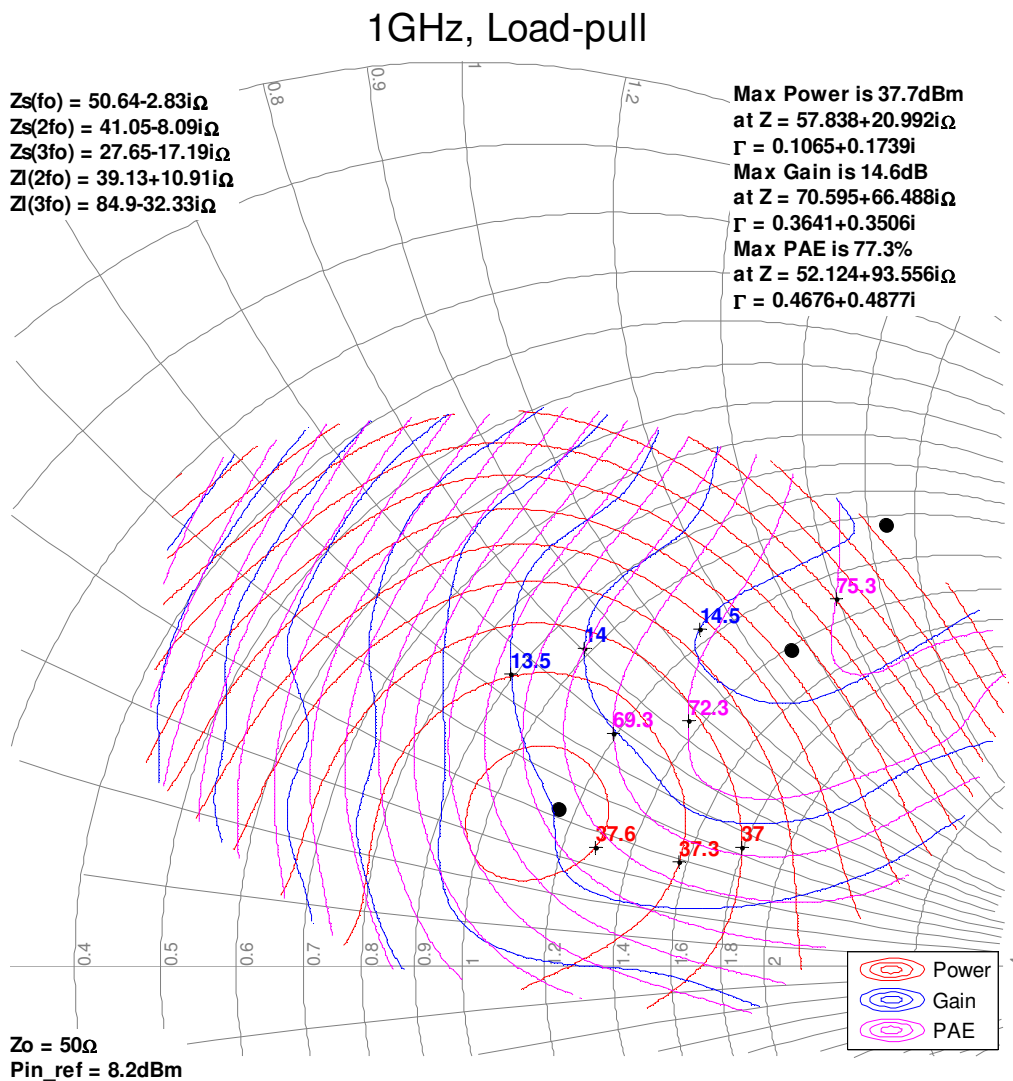 1GHz, Load-pull
Zs(fo) = 50.64-2.83iΩ
Zs(2fo) = 41.05-8.09iΩ
Zs(3fo) = 27.65-17.19iΩ
Zl(2fo) = 39.13+10.91iΩ
Zl(3fo) = 84.9-32.33iΩ
Max Power is 37.7dBm
at Z = 57.838+20.992iΩ
Γ = 0.1065+0.1739i
Max Gain is 14.6dB
at Z = 70.595+66.488iΩ
Γ = 0.3641+0.3506i
Max PAE is 77.3%
at Z = 52.124+93.556iΩ
Γ = 0.4676+0.4877i
0.8
0.9
1
1.2
75.3
14.5
14
13.5
72.3
69.3
37.6
37.3
37
0.4
0.5
0.6
0.7
0.8
0.9
1
1.2
1.4
1.6
1.8
2
Power
Gain
PAE
Zo = 50Ω
Pin_ref = 8.2dBm